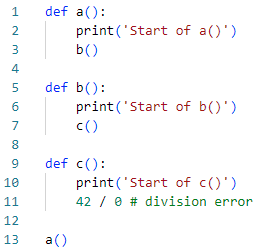 1 def a():
2     print('Start of a()')
3     b()
4
5 def b():
6     print('Start of b()')
7     c()
8
9 def c():
10     print('Start of c()')
11     42 / 0 # division error
12
13 a()